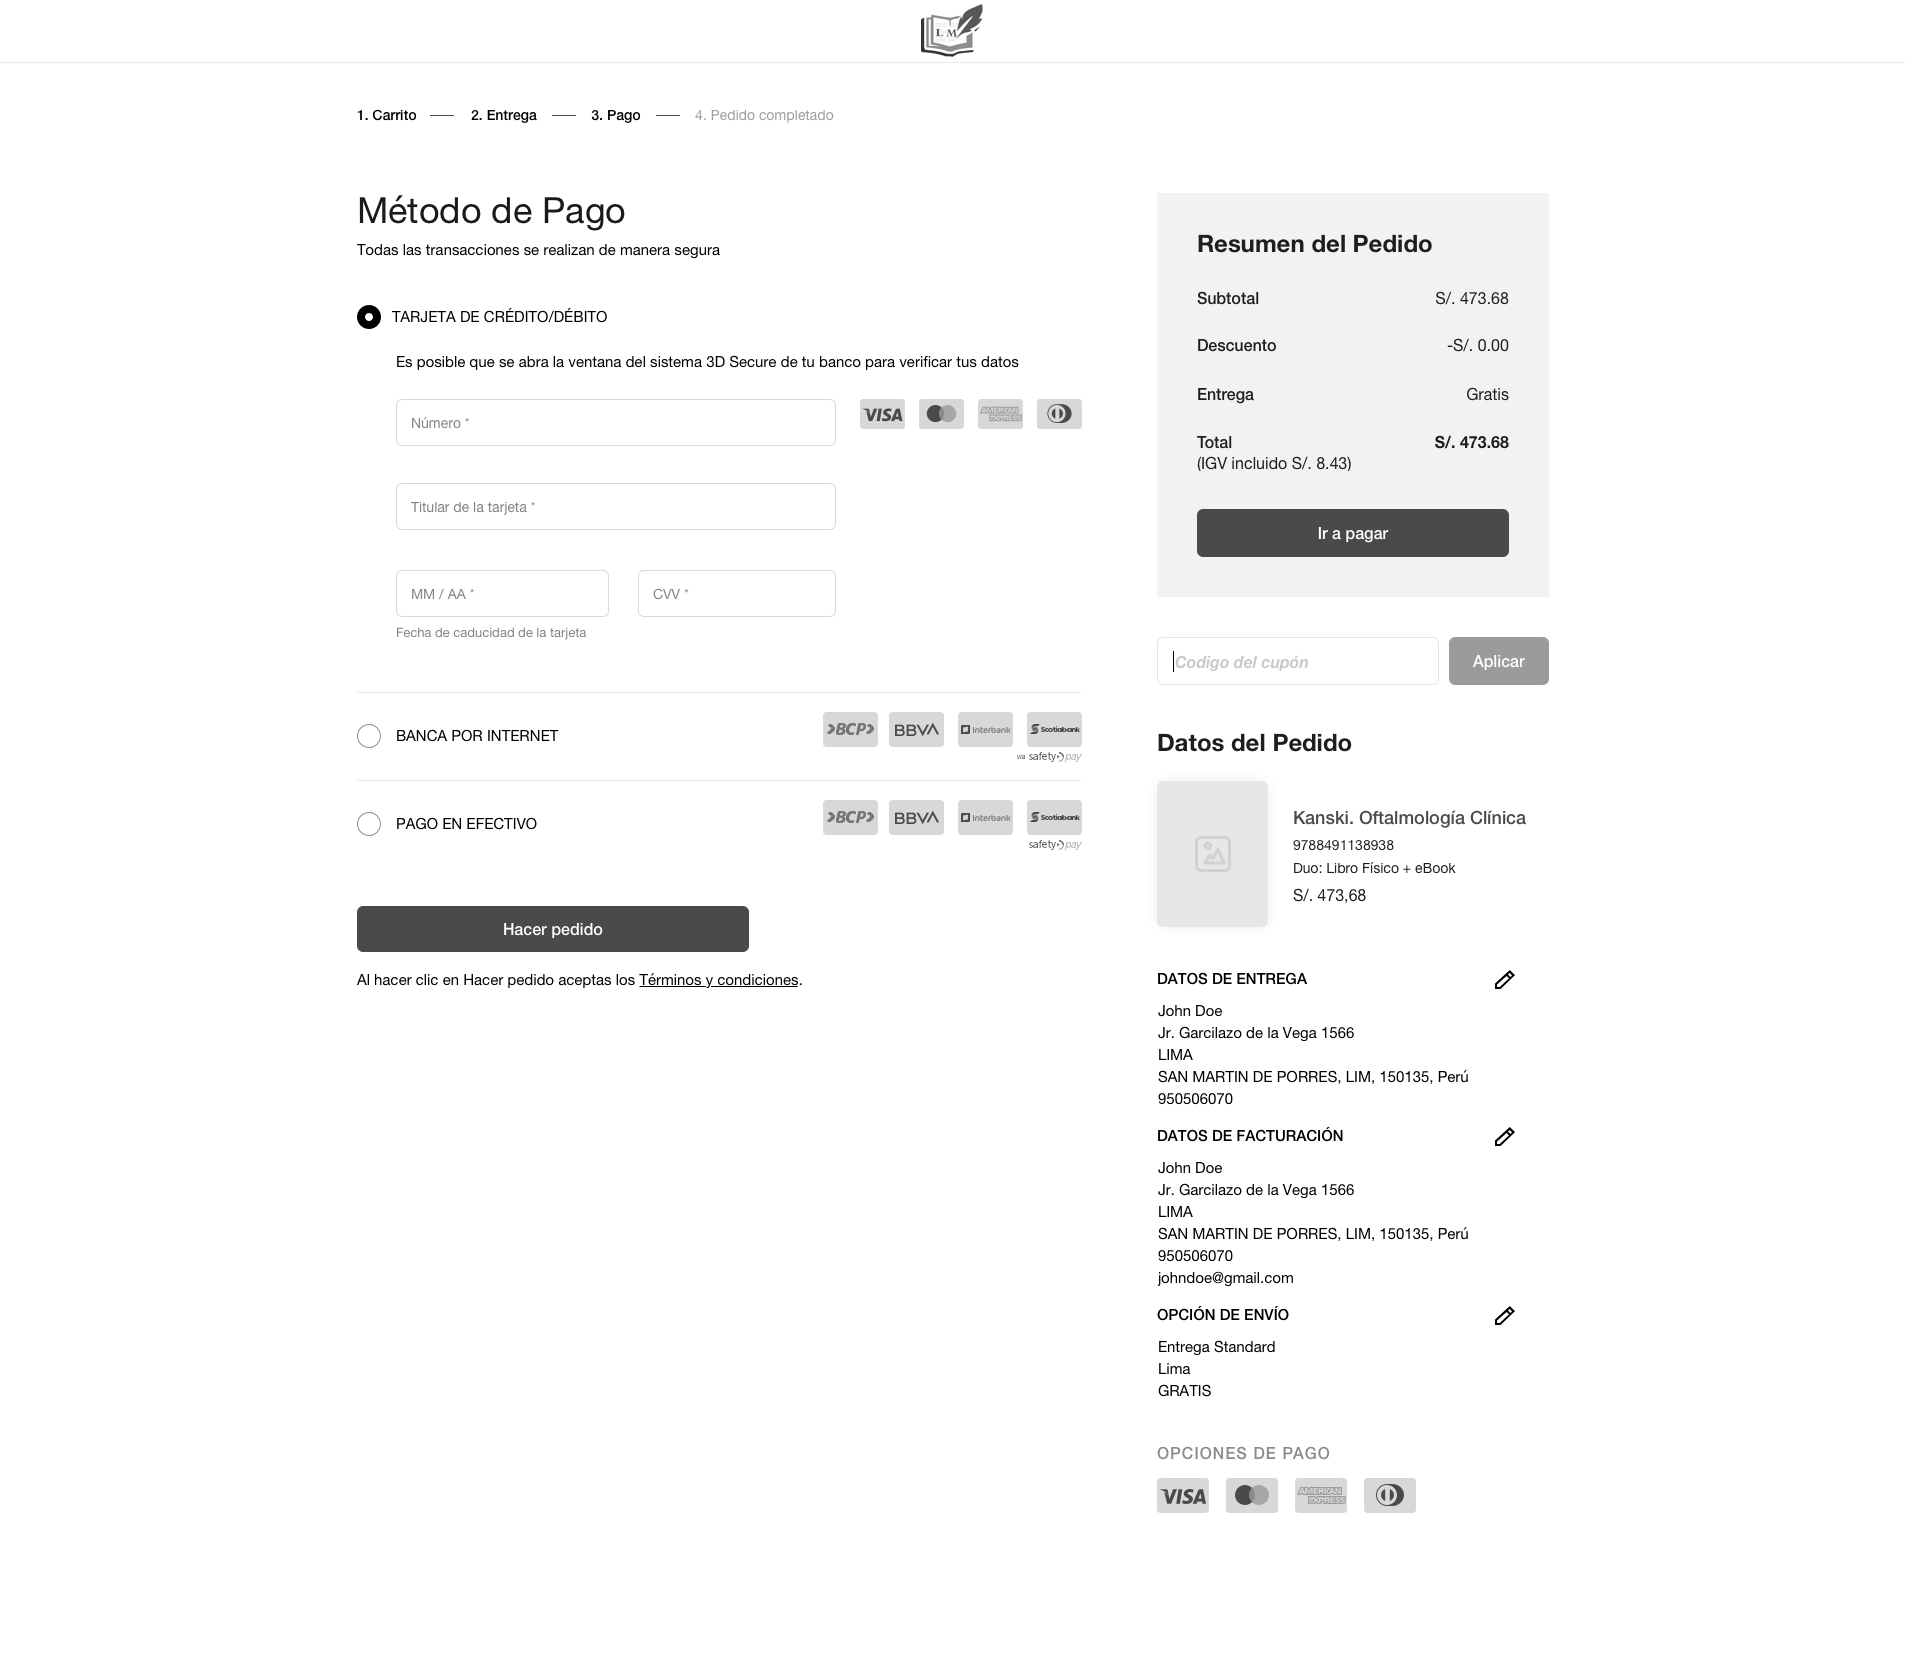 L M
1. Carrito
2. Entrega
3. Pago
4. Pedido completado
Método de Pago
Todas las transacciones se realizan de manera segura
TARJETA DE CRÉDITO/DÉBITO
Es posible que se abra la ventana del sistema 3D Secure de tu banco para verificar tus datos
Número *
VISA
AMERICAN EXPRESS
Titular de la tarjeta *
MM / AA *
CVV *
Fecha de caducidad de la tarjeta
BANCA POR INTERNET
BCP
BBVA
Interbank
Scotiabank
via safetypay
PAGO EN EFECTIVO
BCP
BBVA
Interbank
Scotiabank
safetypay
Hacer pedido
Al hacer clic en Hacer pedido aceptas los Términos y condiciones.
Resumen del Pedido
Subtotal S/. 473.68
Descuento -S/. 0.00
Entrega Gratis
Total S/. 473.68
(IGV incluido S/. 8.43)
Ir a pagar
Codigo del cupón
Aplicar
Datos del Pedido
Kanski. Oftalmología Clínica
9788491138938
Duo: Libro Físico + eBook
S/. 473,68
DATOS DE ENTREGA
John Doe
Jr. Garcilazo de la Vega 1566
LIMA
SAN MARTIN DE PORRES, LIM, 150135, Perú
950506070
DATOS DE FACTURACIÓN
John Doe
Jr. Garcilazo de la Vega 1566
LIMA
SAN MARTIN DE PORRES, LIM, 150135, Perú
950506070
johndoe@gmail.com
OPCIÓN DE ENVÍO
Entrega Standard
Lima
GRATIS
OPCIONES DE PAGO
VISA
AMERICAN EXPRESS